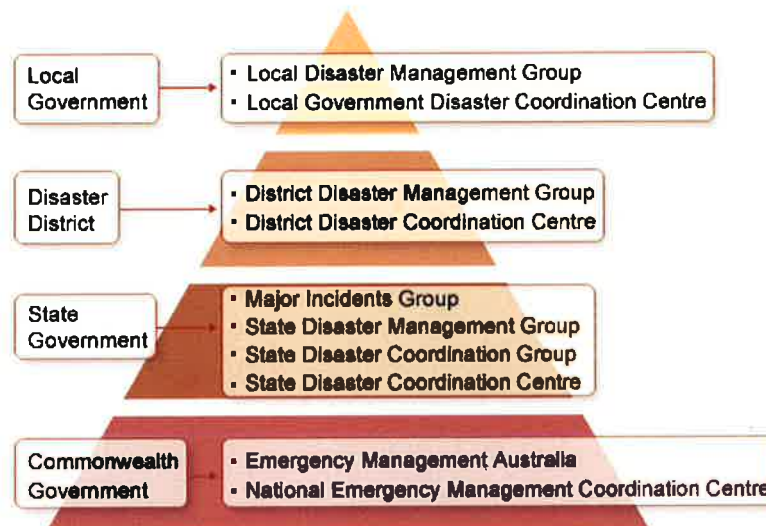 Local
Government
▪ Local Disaster Management Group
▪ Local Government Disaster Coordination Centre
Disaster
District
▪ District Disaster Management Group
▪ District Disaster Coordination Centre
State
Government
▪ Major Incidents Group
▪ State Disaster Management Group
▪ State Disaster Coordination Group
▪ State Disaster Coordination Centre
Commonwealth
Government
▪ Emergency Management Australia
▪ National Emergency Management Coordination Centre